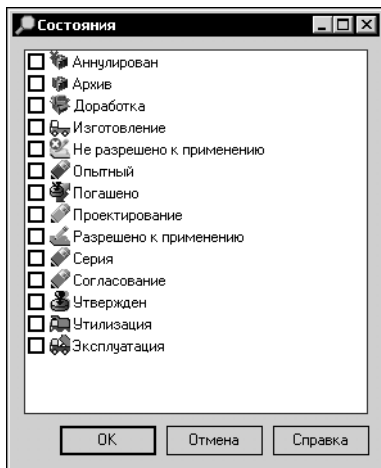 Состояния
Аннулирован
Архив
Доработка
Изготовление
Не разрешено к применению
Опытный
Погашено
Проектирование
Разрешено к применению
Серия
Согласование
Утвержден
Утилизация
Эксплуатация
OK Отмена Справка